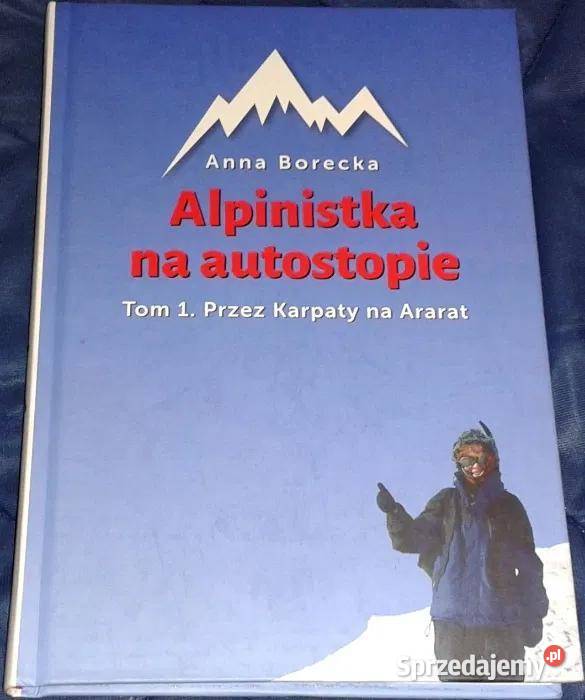 Anna Borecka
Alpinistka
na autostopie
Tom 1. Przez Karpaty na Ararat
Sprzedajemy.pl